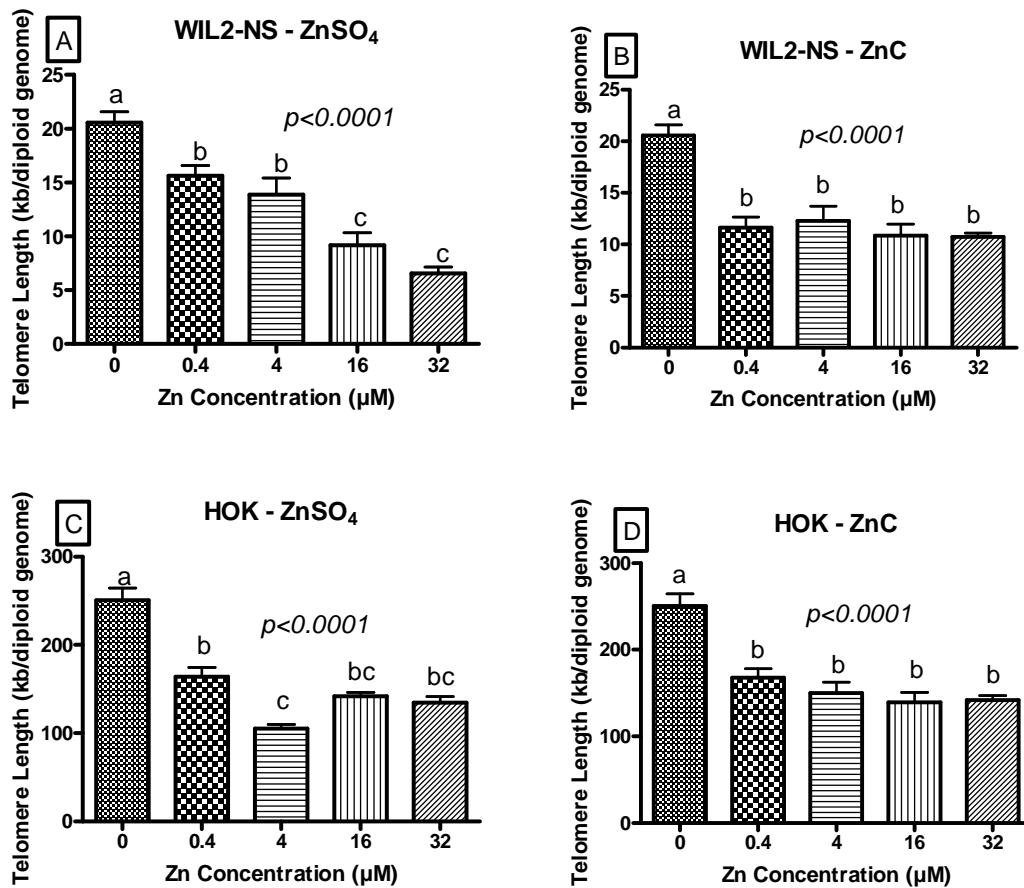 A
WIL2-NS - ZnSO₄
Telomere Length (kb/diploid genome)
25
20
15
10
5
0
a
b
b
c
c
p<0.0001
0 0.4 4 16 32
Zn Concentration (µM)
B
WIL2-NS - ZnC
Telomere Length (kb/diploid genome)
25
20
15
10
5
0
a
b
b
b
b
p<0.0001
0 0.4 4 16 32
Zn Concentration (µM)
C
HOK - ZnSO₄
Telomere Length (kb/diploid genome)
300
200
100
0
a
b
c
bc
bc
p<0.0001
0 0.4 4 16 32
Zn Concentration (µM)
D
HOK - ZnC
Telomere Length (kb/diploid genome)
300
200
100
0
a
b
b
b
b
p<0.0001
0 0.4 4 16 32
Zn Concentration (µM)